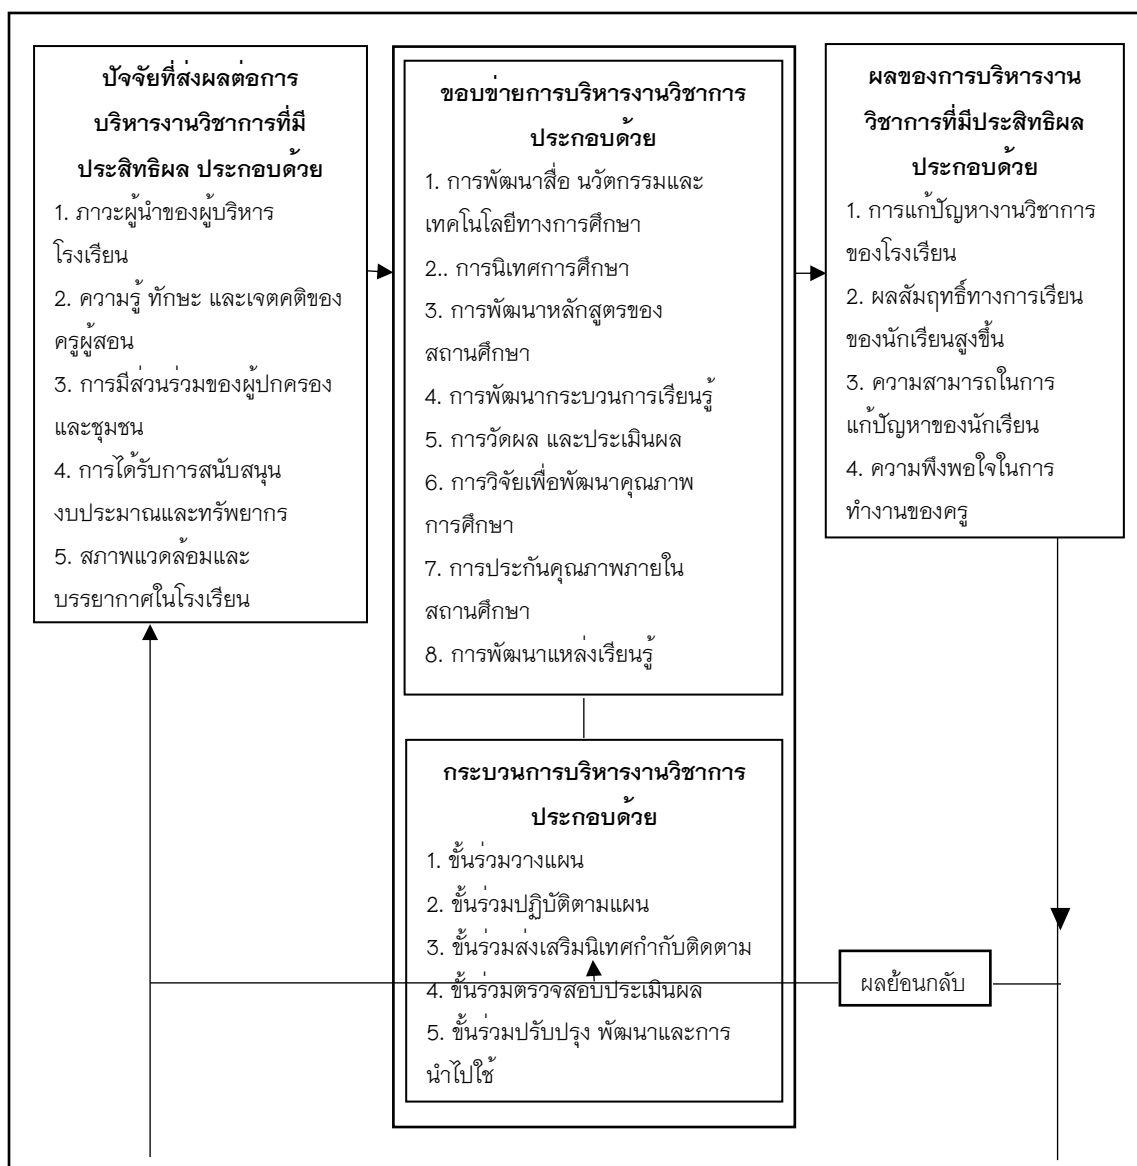 ปัจจัยที่ส่งผลต่อการ
บริหารงานวิชาการที่มี
ประสิทธิผล ประกอบด้วย
1. ภาวะผู้นำของผู้บริหาร
โรงเรียน
2. ความรู้ ทักษะ และเจตคติของ
ครูผู้สอน
3. การมีส่วนร่วมของผู้ปกครอง
และชุมชน
4. การได้รับการสนับสนุน
งบประมาณและทรัพยากร
5. สภาพแวดล้อมและ
บรรยากาศในโรงเรียน
ขอบข่ายการบริหารงานวิชาการ
ประกอบด้วย
1. การพัฒนาสื่อ นวัตกรรมและ
เทคโนโลยีทางการศึกษา
2.. การนิเทศการศึกษา
3. การพัฒนาหลักสูตรของ
สถานศึกษา
4. การพัฒนากระบวนการเรียนรู้
5. การวัดผล และประเมินผล
6. การวิจัยเพื่อพัฒนาคุณภาพ
การศึกษา
7. การประกันคุณภาพภายใน
สถานศึกษา
8. การพัฒนาแหล่งเรียนรู้
กระบวนการบริหารงานวิชาการ
ประกอบด้วย
1. ขั้นร่วมวางแผน
2. ขั้นร่วมปฏิบัติตามแผน
3. ขั้นร่วมส่งเสริมนิเทศกำกับติดตาม
4. ขั้นร่วมตรวจสอบประเมินผล
5. ขั้นร่วมปรับปรุง พัฒนาและการ
นำไปใช้
ผลของการบริหารงาน
วิชาการที่มีประสิทธิผล
ประกอบด้วย
1. การแก้ปัญหางานวิชาการ
ของโรงเรียน
2. ผลสัมฤทธิ์ทางการเรียน
ของนักเรียนสูงขึ้น
3. ความสามารถในการ
แก้ปัญหาของนักเรียน
4. ความพึงพอใจในการ
ทำงานของครู
ผลย้อนกลับ